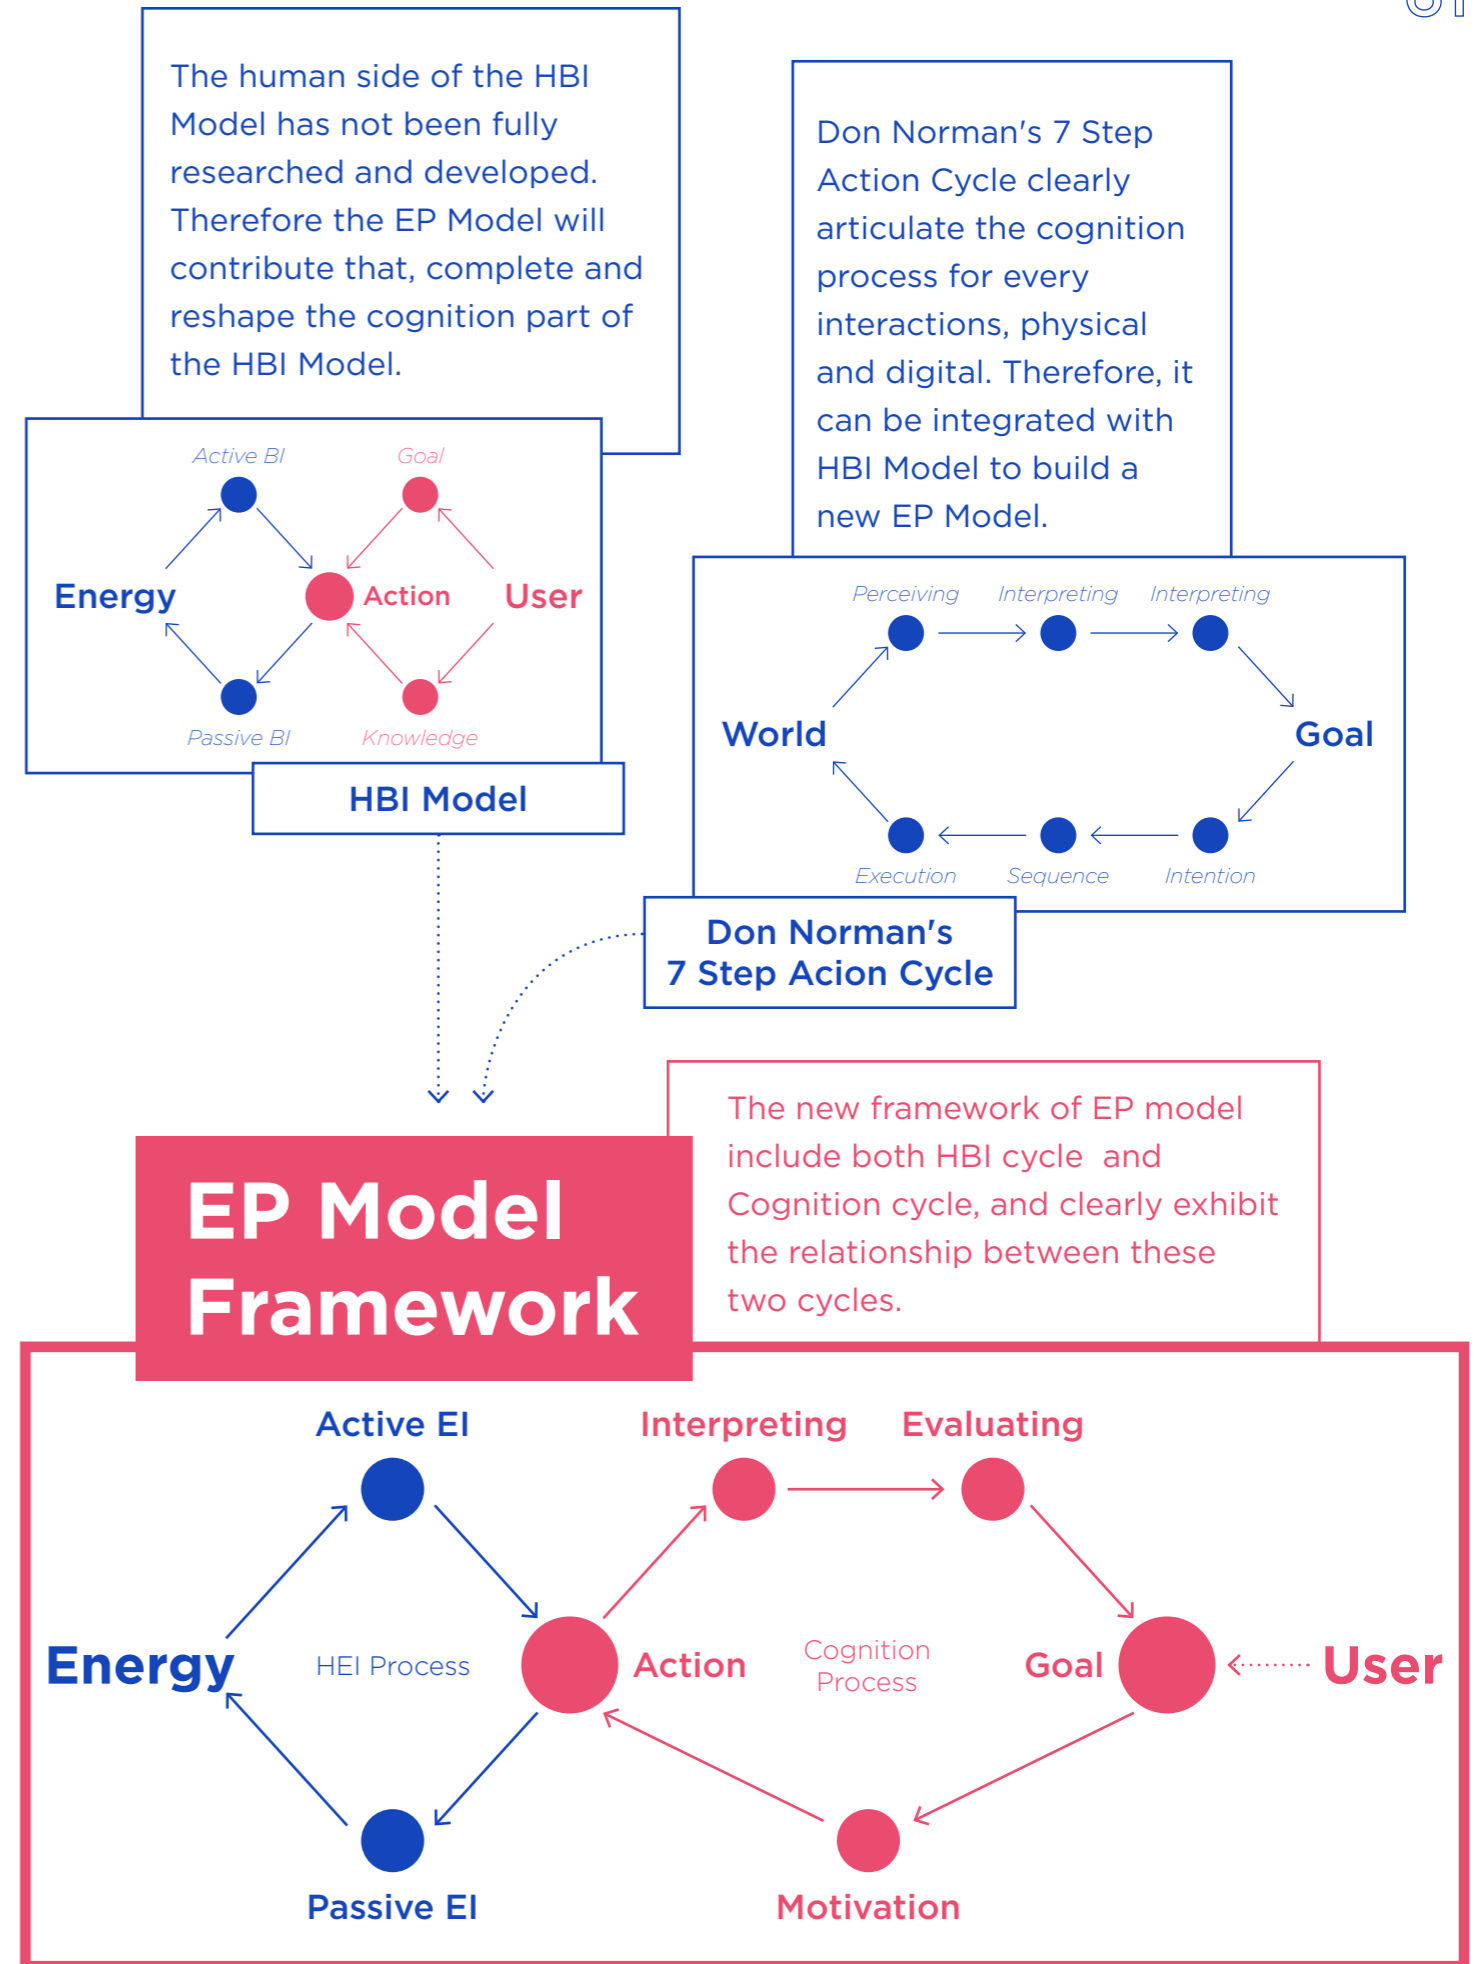 The human side of the HBI
Model has not been fully
researched and developed.
Therefore the EP Model will
contribute that, complete and
reshape the cognition part of
the HBI Model.
Active BI
Goal
Energy
Action
User
Passive BI
Knowledge
HBI Model
Don Norman's 7 Step
Action Cycle clearly
articulate the cognition
process for every
interactions, physical
and digital. Therefore, it
can be integrated with
HBI Model to build a
new EP Model.
Perceiving
Interpreting
Interpreting
World
Goal
Execution
Sequence
Intention
Don Norman's
7 Step Acion Cycle
EP Model
Framework
The new framework of EP model
include both HBI cycle and
Cognition cycle, and clearly exhibit
the relationship between these
two cycles.
Active EI
Interpreting
Evaluating
Energy
HEI Process
Action
Cognition
Process
Goal
User
Passive EI
Motivation